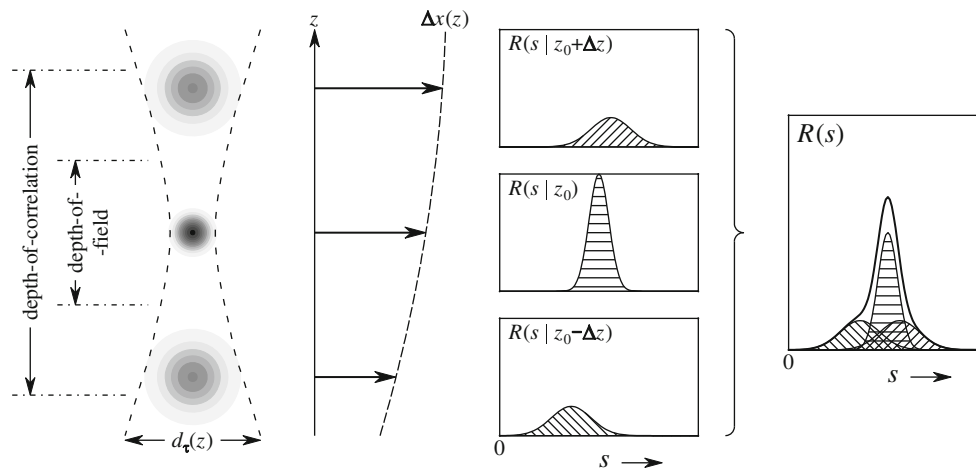 depth-of-correlation
depth-of-
-field
d_τ(z)
z
Δx(z)
R(s | z₀+Δz)
R(s | z₀)
R(s | z₀−Δz)
0
s
R(s)
0
s